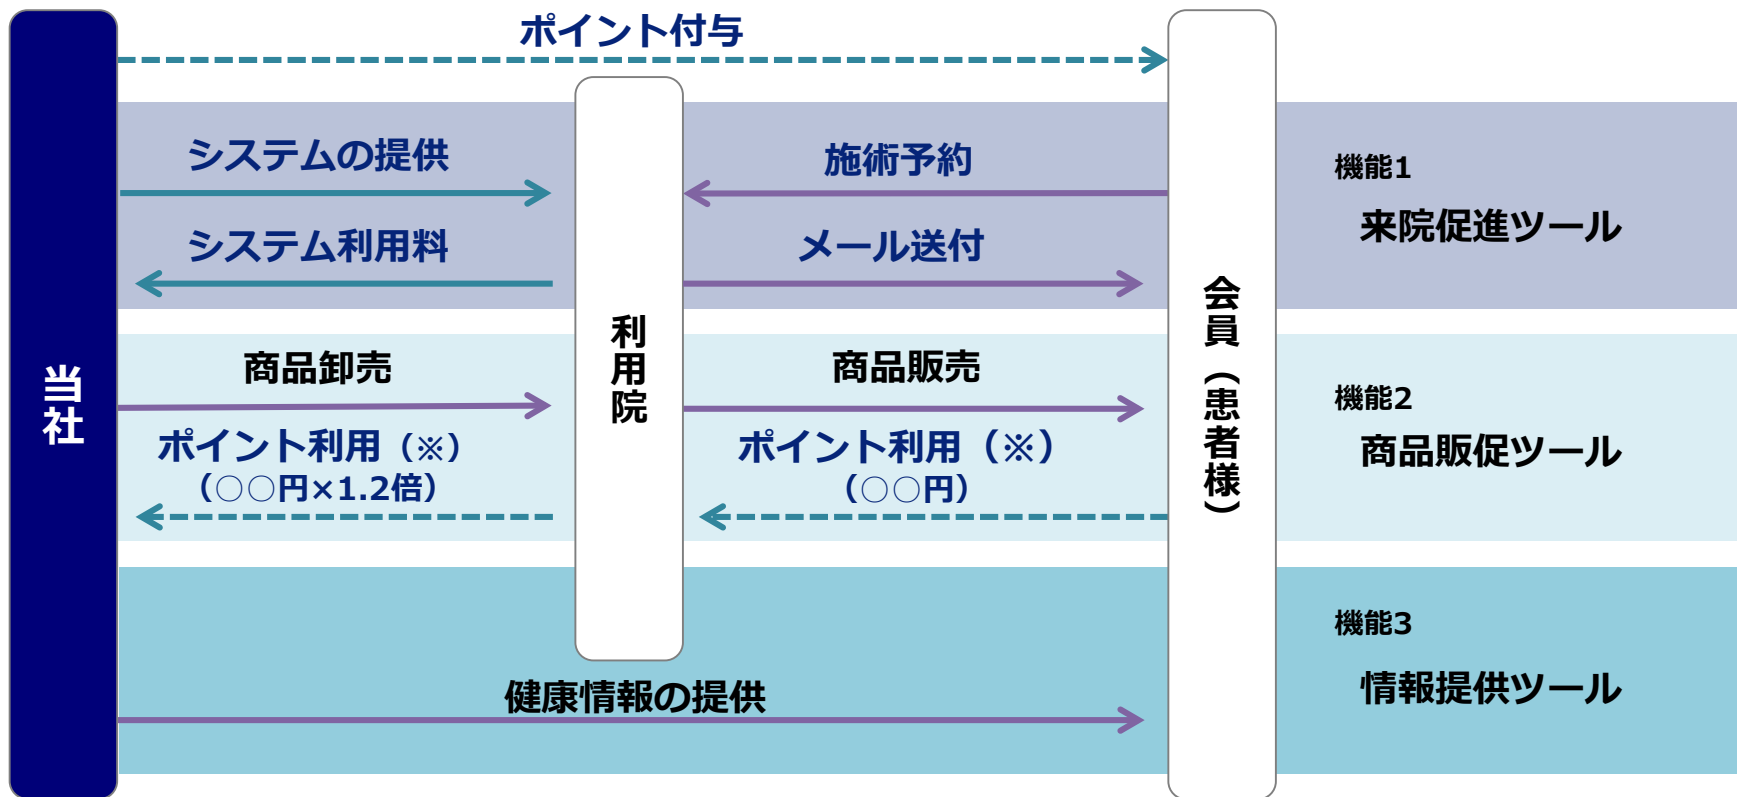 ポイント付与
システムの提供
施術予約
機能1
来院促進ツール
システム利用料
メール送付
当社
利用院
会員（患者様）
商品卸売
商品販売
機能2
商品販促ツール
ポイント利用（※）
（○○円×1.2倍）
ポイント利用（※）
（○○円）
機能3
情報提供ツール
健康情報の提供